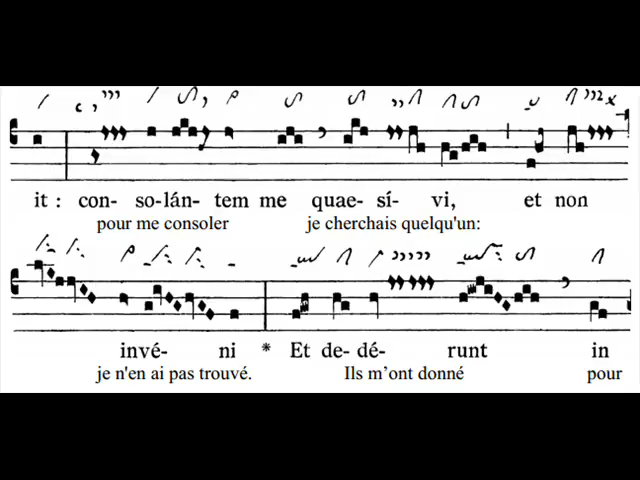 it : con- so-lán- tem me quae- sí- vi, et non
pour me consoler je cherchais quelqu'un:
invé- ni * Et de- dé- runt in
je n'en ai pas trouvé. Ils m'ont donné pour